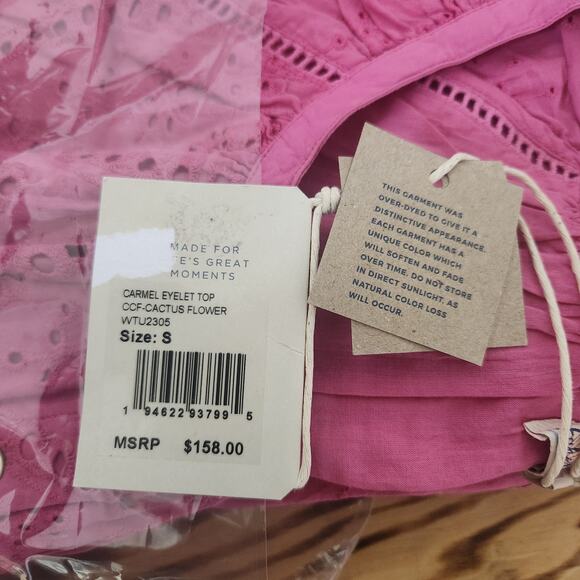 MADE FOR
E'S GREAT
MOMENTS
CARMEL EYELET TOP
CCF-CACTUS FLOWER
WTU2305
Size: S
1 94622 93799 5
MSRP $158.00
THIS GARMENT WAS
OVER-DYED TO GIVE IT A
DISTINCTIVE APPEARANCE.
EACH GARMENT HAS A
UNIQUE COLOR WHICH
WILL SOFTEN AND FADE
OVER TIME. DO NOT STORE
IN DIRECT SUNLIGHT, AS
NATURAL COLOR LOSS
WILL OCCUR.